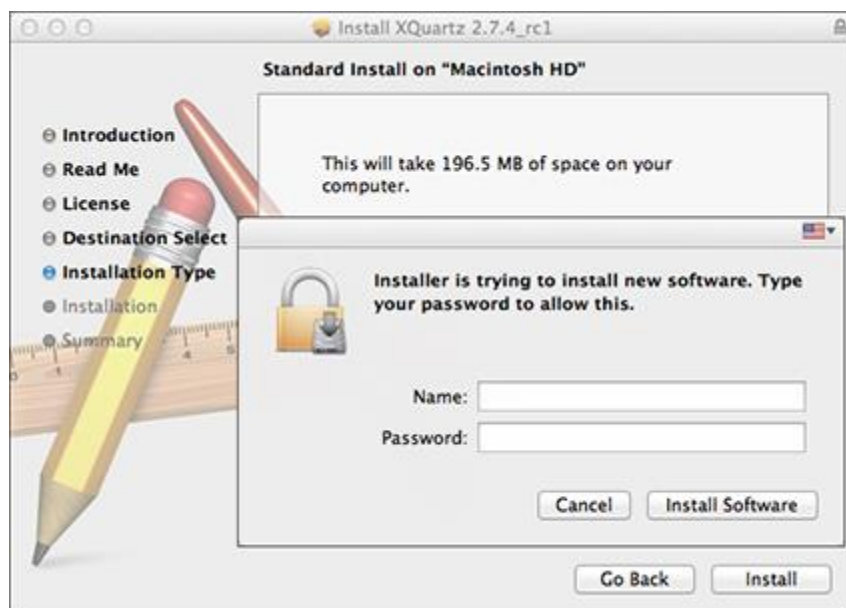 Install XQuartz 2.7.4_rc1
Standard Install on "Macintosh HD"
Introduction
Read Me
License
Destination Select
Installation Type
Installation
Summary
This will take 196.5 MB of space on your
computer.
Installer is trying to install new software. Type
your password to allow this.
Name:
Password:
Cancel
Install Software
Go Back
Install